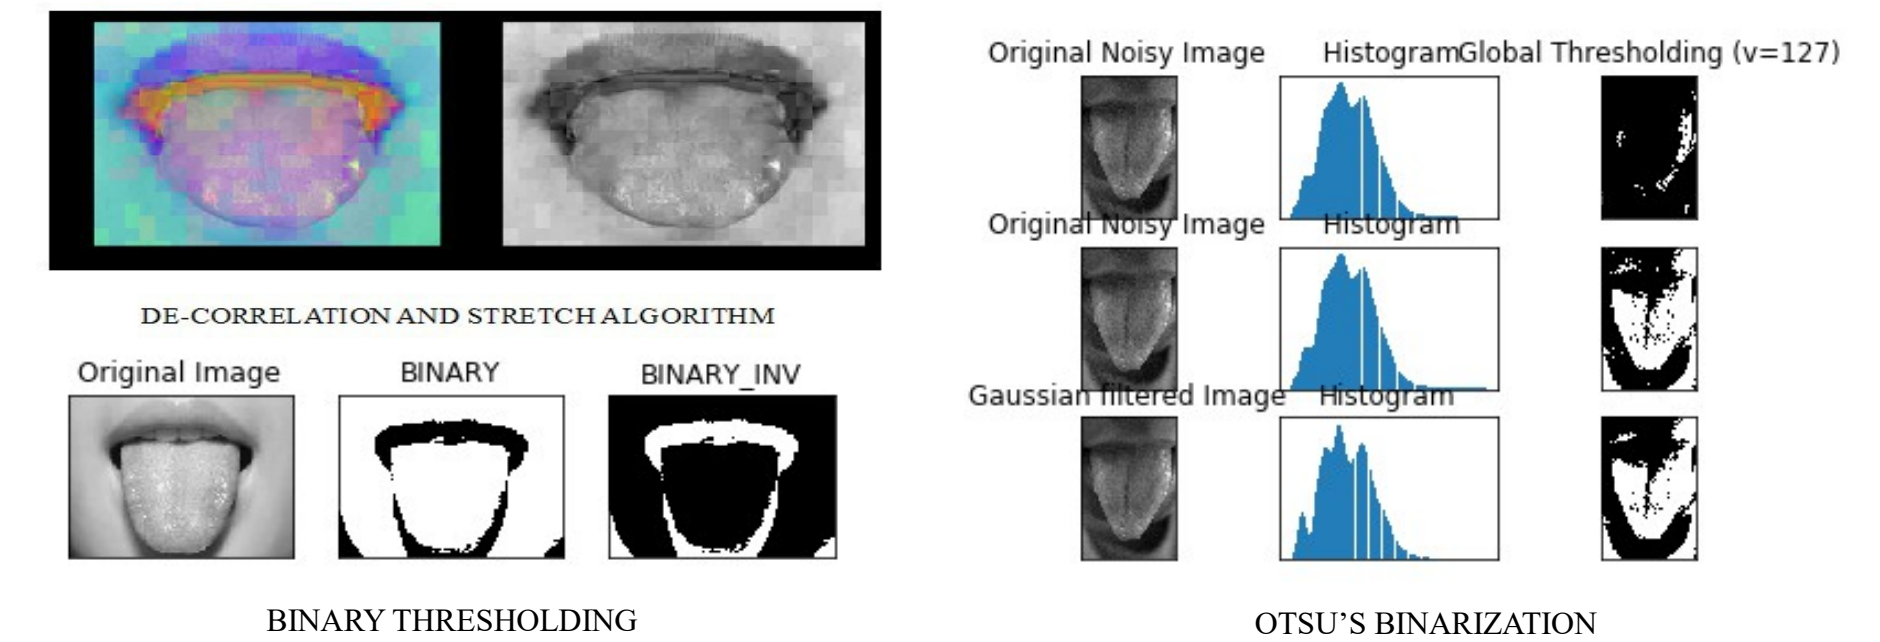 DE-CORRELATION AND STRETCH ALGORITHM
Original Image
BINARY
BINARY_INV
BINARY THRESHOLDING
Original Noisy Image
Histogram
Global Thresholding (v=127)
Original Noisy Image
Histogram
Gaussian filtered Image
Histogram
OTSU'S BINARIZATION